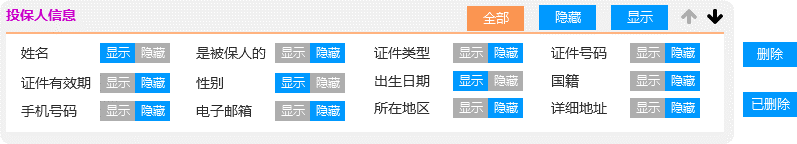 投保人信息 全部 隐藏 显示
姓名 显示 隐藏 是被保人的 显示 隐藏 证件类型 显示 隐藏 证件号码 显示 隐藏 删除
证件有效期 显示 隐藏 性别 显示 隐藏 出生日期 显示 隐藏 国籍 显示 隐藏
手机号码 显示 隐藏 电子邮箱 显示 隐藏 所在地区 显示 隐藏 详细地址 显示 隐藏 已删除